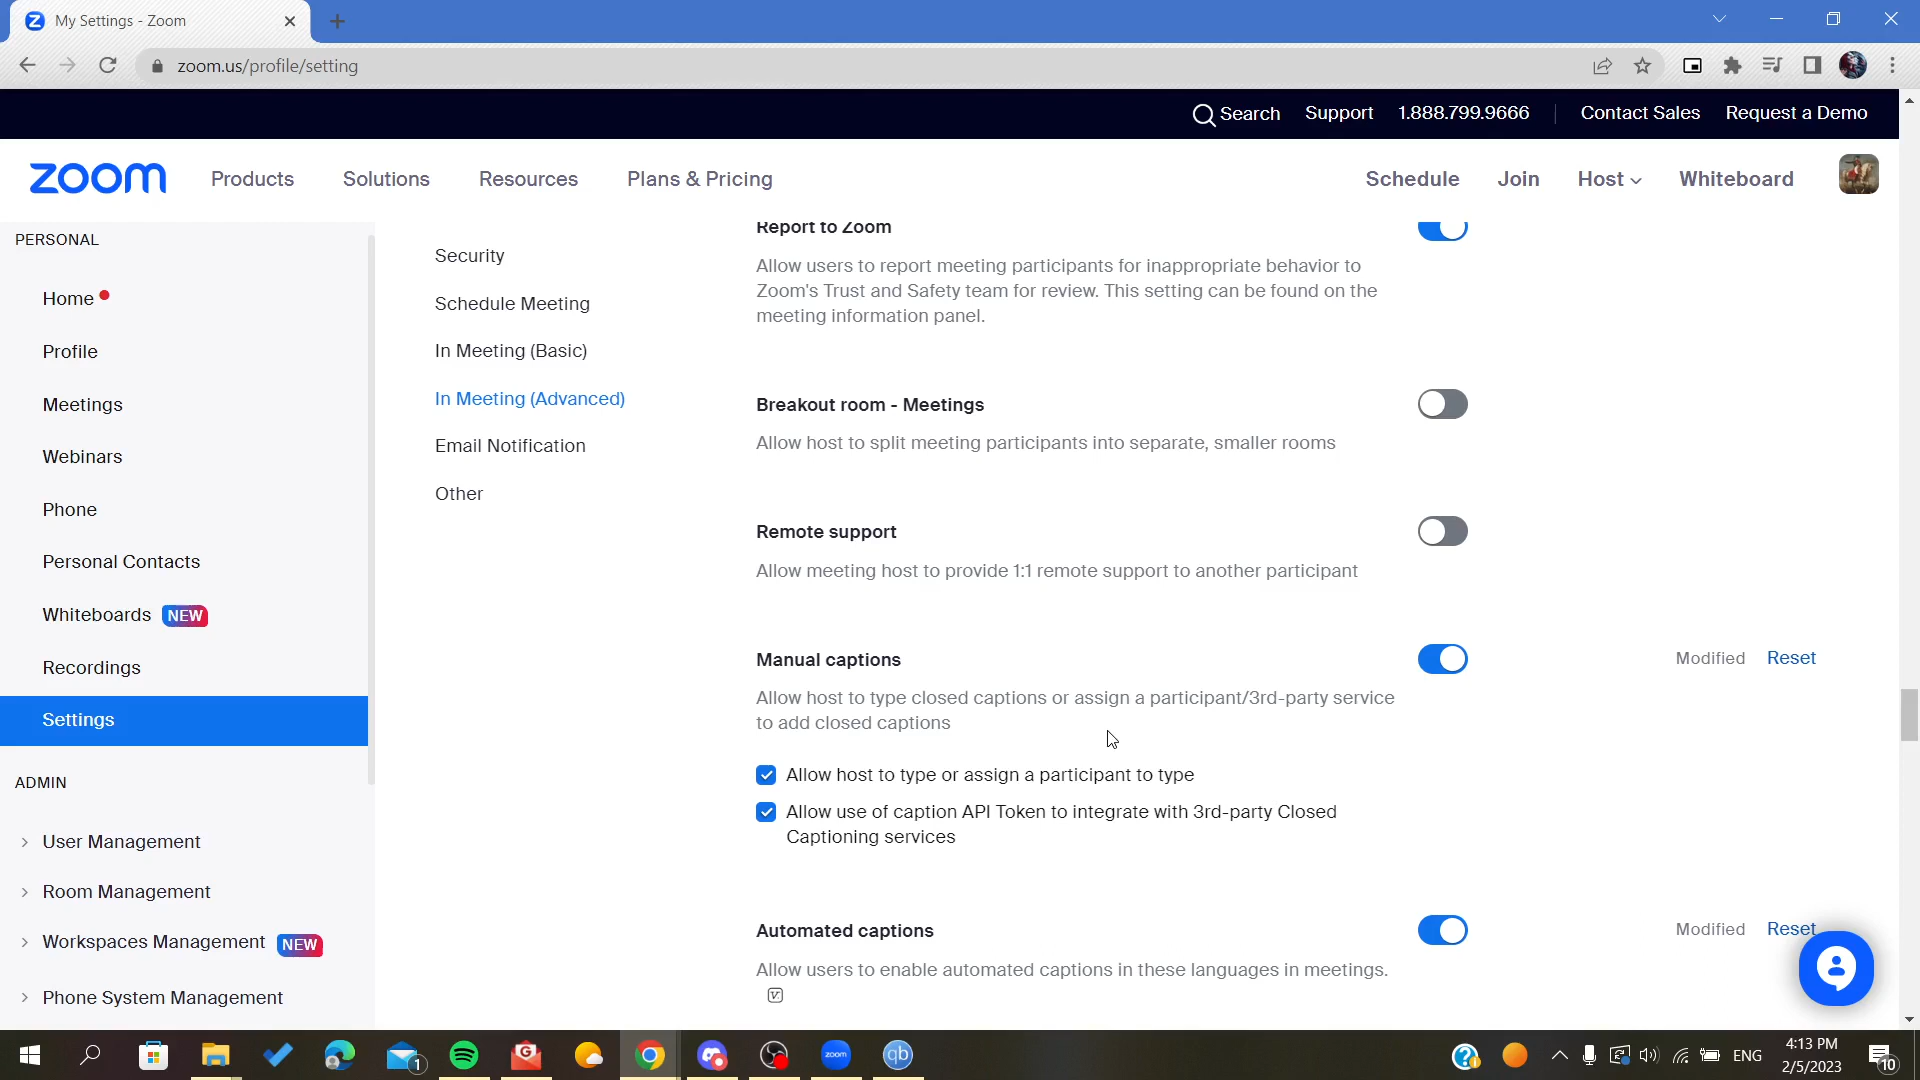 My Settings - Zoom
zoom.us/profile/setting
Search Support 1.888.799.9666 Contact Sales Request a Demo
zoom Products Solutions Resources Plans & Pricing Schedule Join Host Whiteboard
PERSONAL
Home
Profile
Meetings
Webinars
Phone
Personal Contacts
Whiteboards NEW
Recordings
Settings
ADMIN
User Management
Room Management
Workspaces Management NEW
Phone System Management
Security
Schedule Meeting
In Meeting (Basic)
In Meeting (Advanced)
Email Notification
Other
Report to Zoom
Allow users to report meeting participants for inappropriate behavior to
Zoom's Trust and Safety team for review. This setting can be found on the
meeting information panel.
Breakout room - Meetings
Allow host to split meeting participants into separate, smaller rooms
Remote support
Allow meeting host to provide 1:1 remote support to another participant
Manual captions
Modified Reset
Allow host to type closed captions or assign a participant/3rd-party service
to add closed captions
Allow host to type or assign a participant to type
Allow use of caption API Token to integrate with 3rd-party Closed
Captioning services
Automated captions
Modified Reset
Allow users to enable automated captions in these languages in meetings.
1
zoom
qb
ENG
4:13 PM
2/5/2023
10